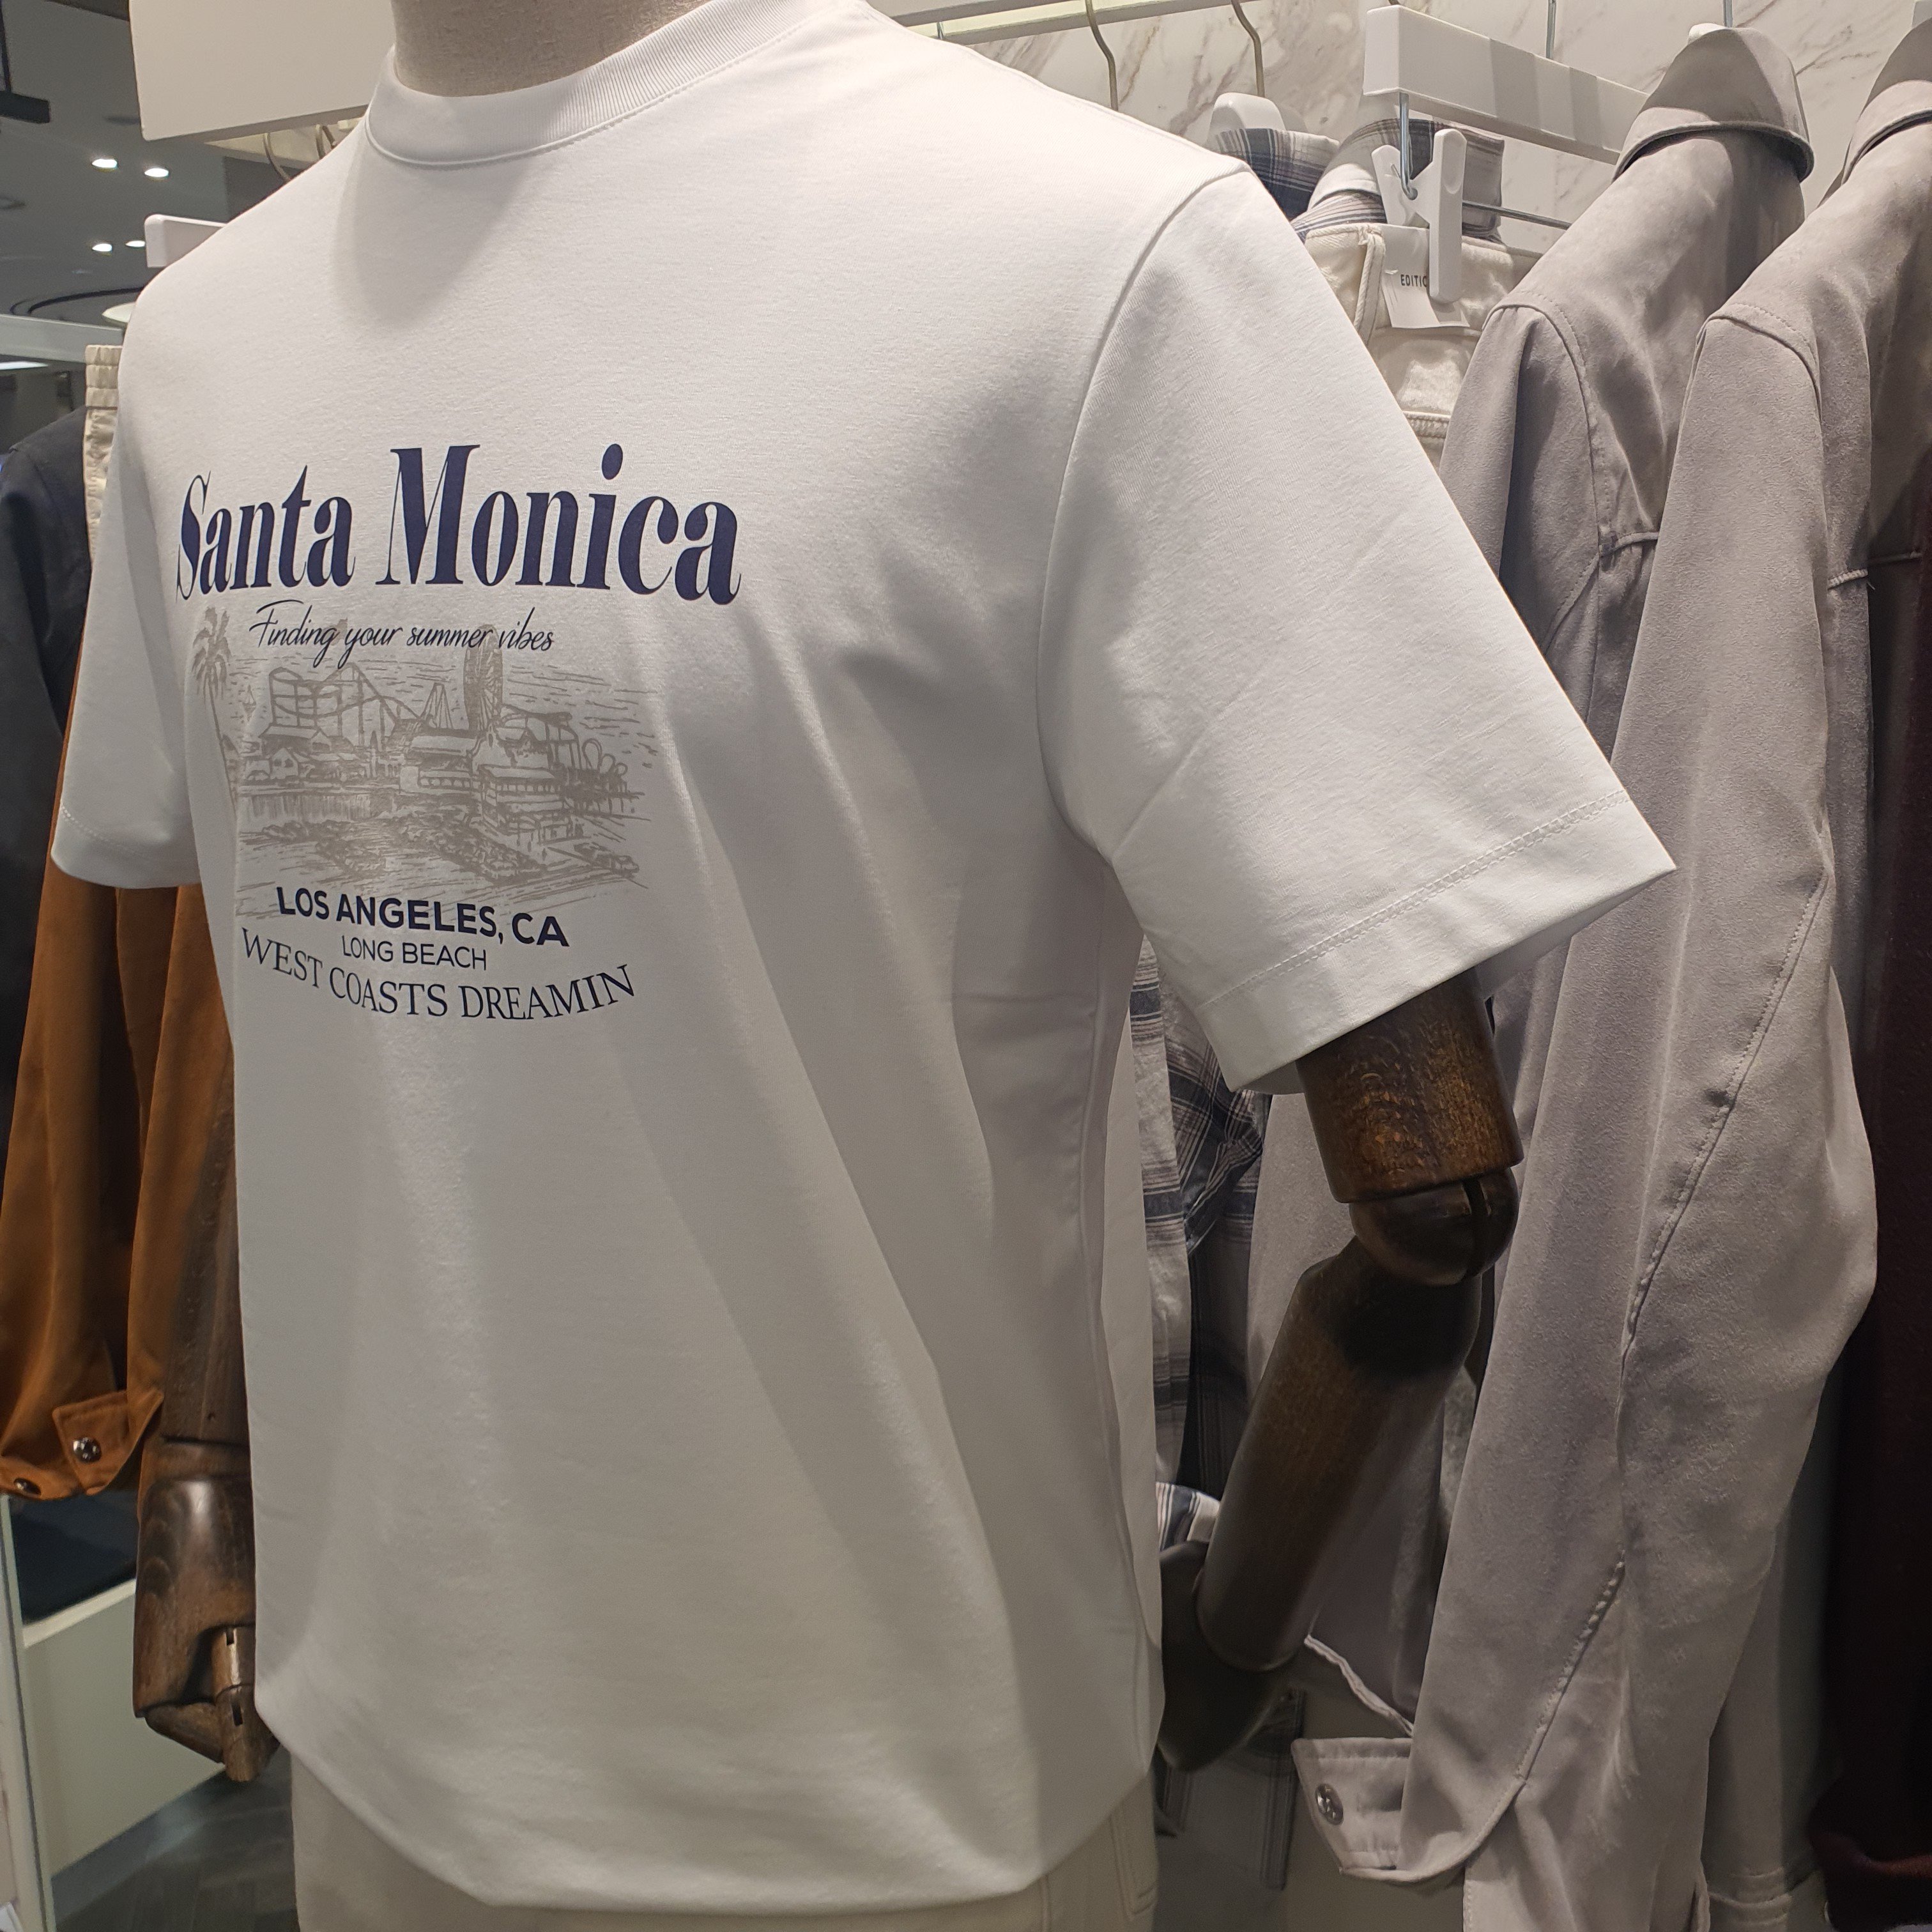 Santa Monica
Finding your summer vibes
LOS ANGELES, CA
LONG BEACH
WEST COASTS DREAMIN